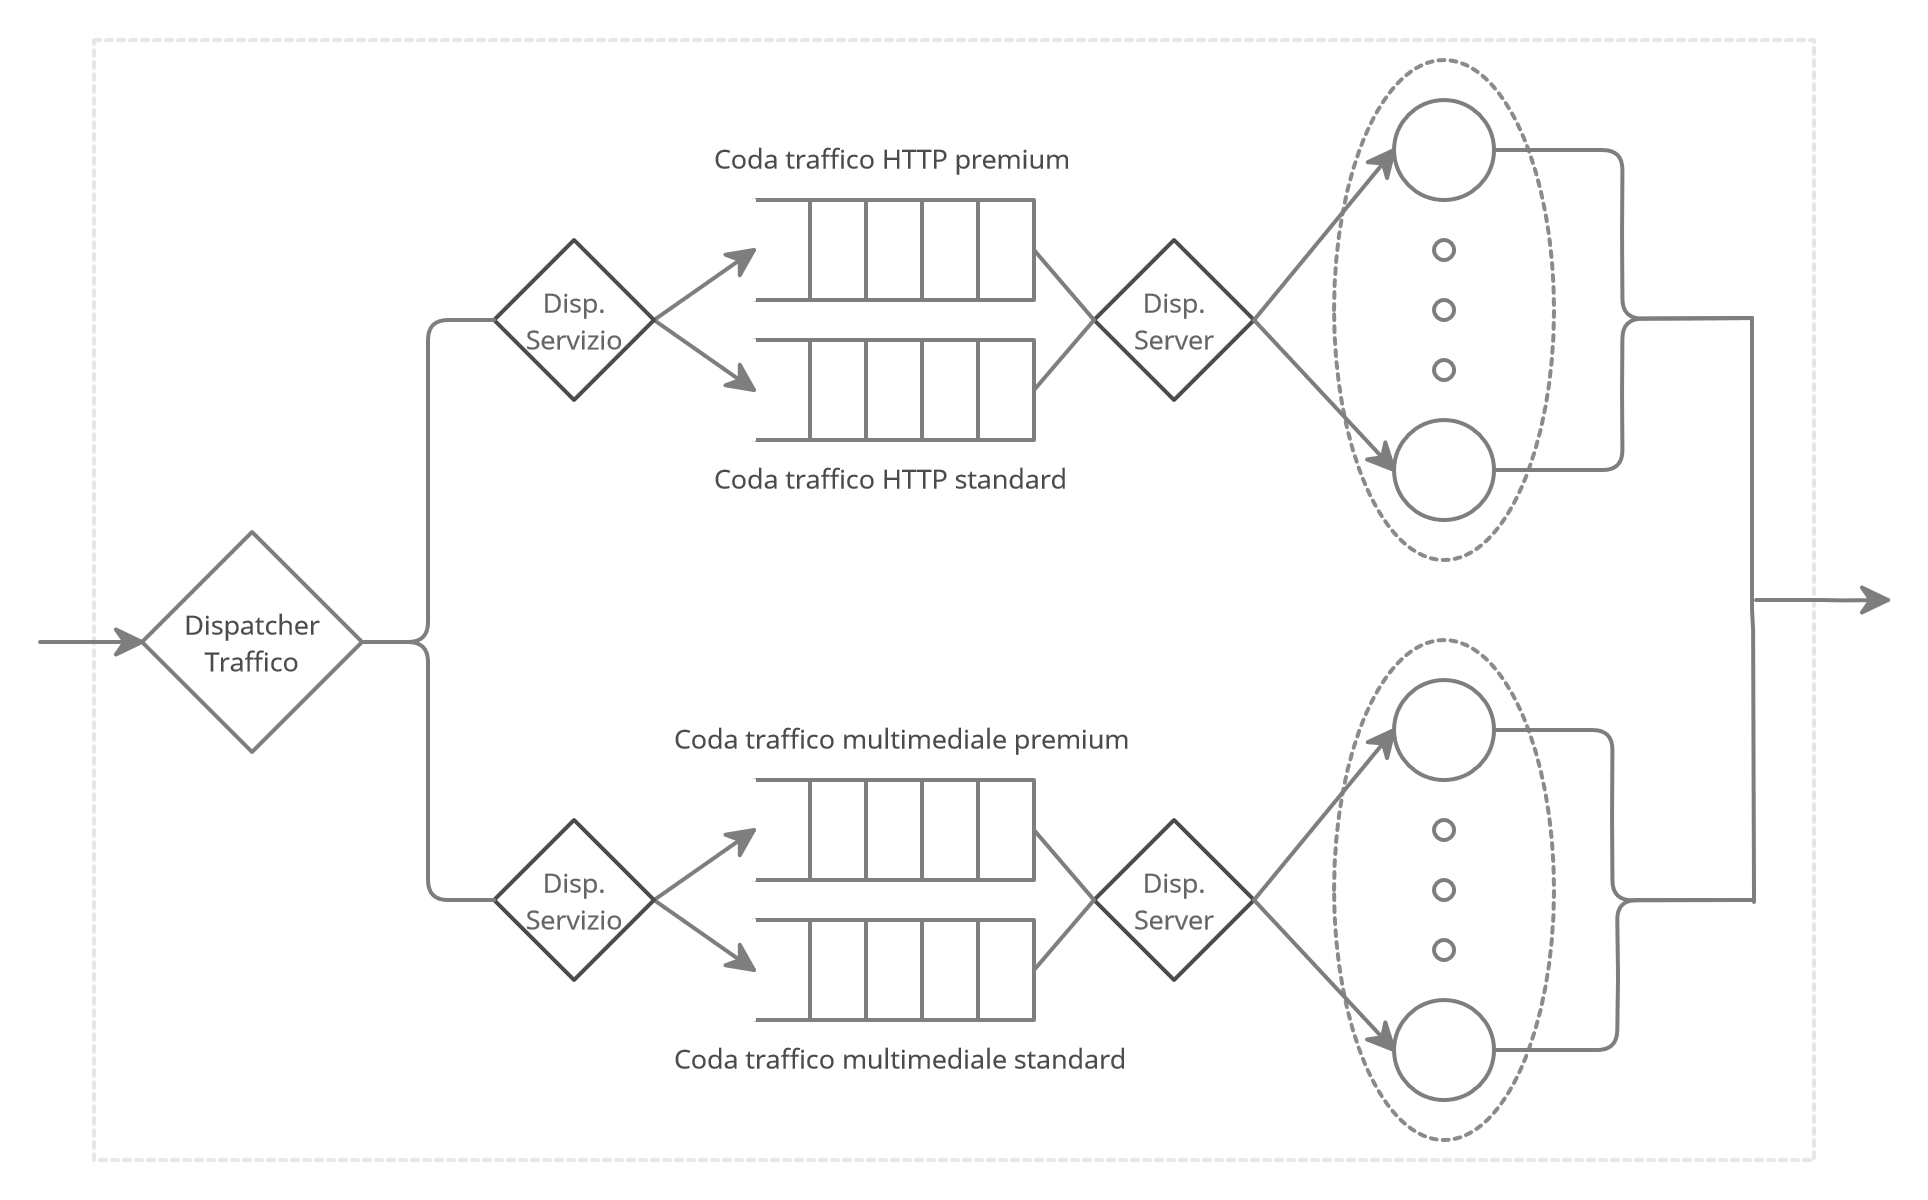 Coda traffico HTTP premium
Disp.
Servizio
Disp.
Server
Coda traffico HTTP standard
Dispatcher
Traffico
Coda traffico multimediale premium
Disp.
Servizio
Disp.
Server
Coda traffico multimediale standard